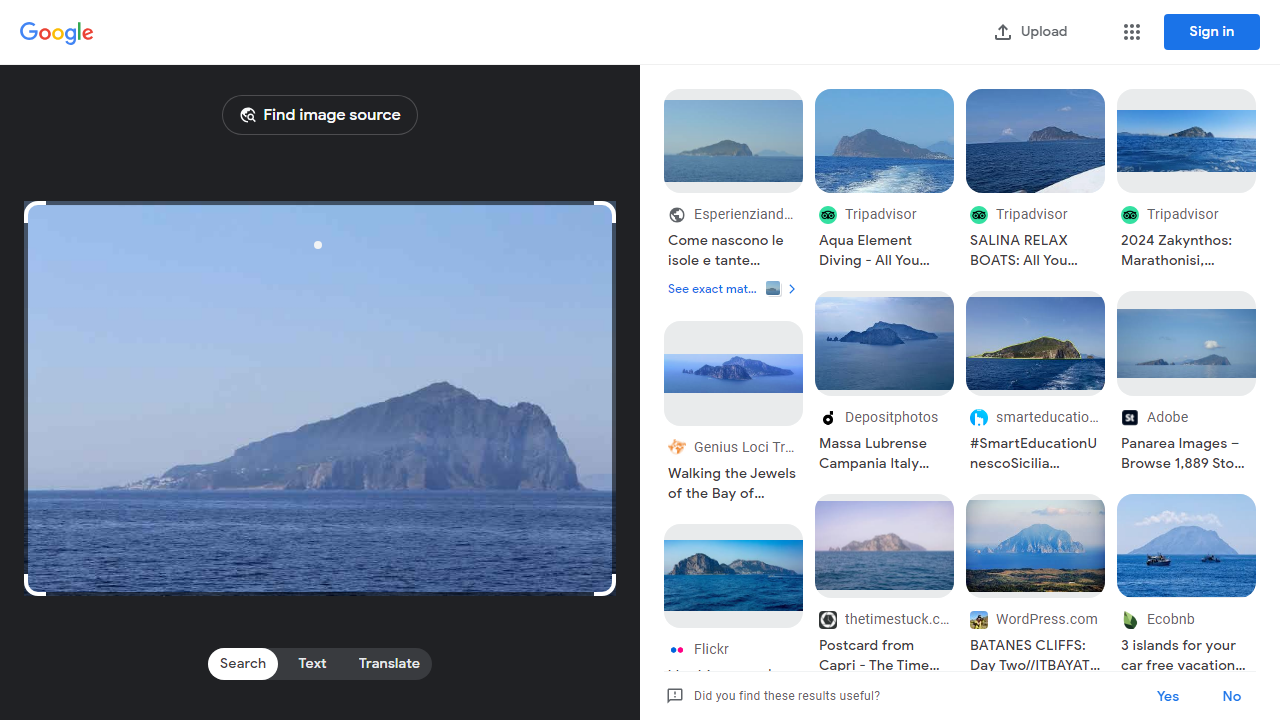 Google
Upload
Sign in
Find image source
Search
Text
Translate
Esperienziand...
Come nascono le
isole e tante...
See exact mat...
Tripadvisor
Aqua Element
Diving - All You...
Tripadvisor
SALINA RELAX
BOATS: All You...
Tripadvisor
2024 Zakynthos:
Marathonisi,...
Genius Loci Tr...
Walking the Jewels
of the Bay of...
Depositphotos
Massa Lubrense
Campania Italy...
smarteducatio...
#SmartEducationU
nescoSicilia...
St
Adobe
Panarea Images –
Browse 1,889 Sto...
Flickr
thetimestuck.c...
Postcard from
Capri - The Time...
WordPress.com
BATANES CLIFFS:
Day Two//ITBAYAT...
Ecobnb
3 islands for your
car free vacation...
Did you find these results useful?
Yes
No